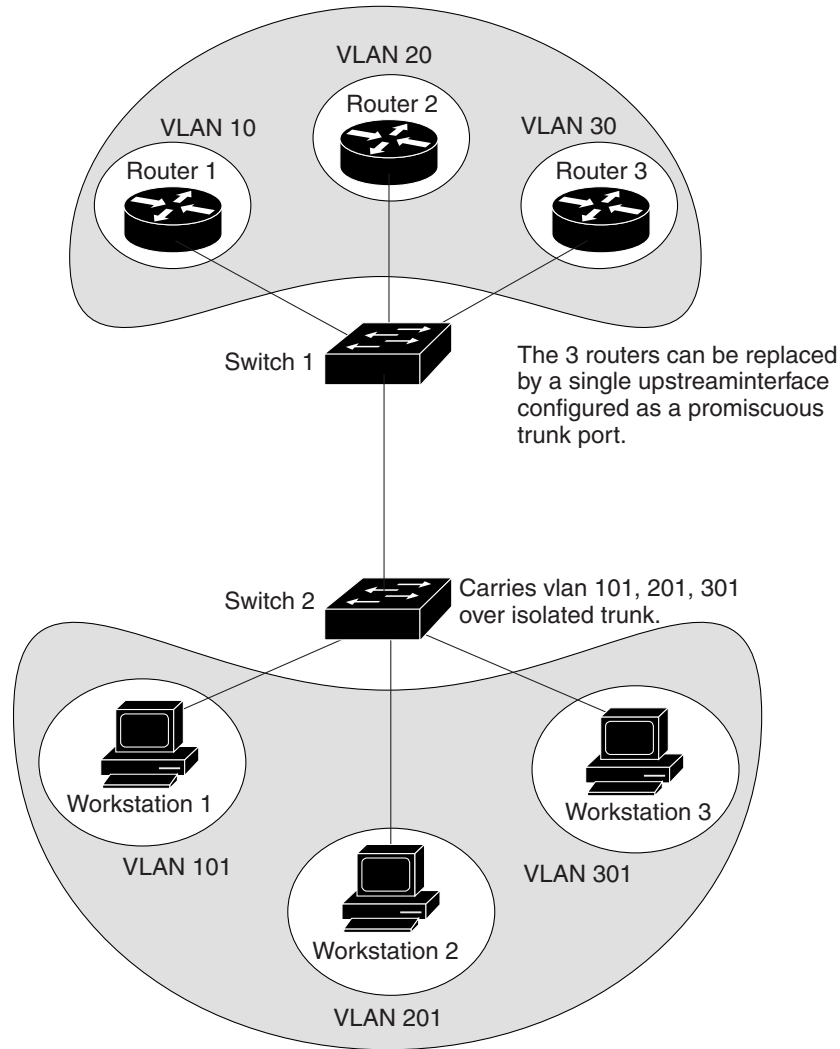 VLAN 20
Router 2
VLAN 10
VLAN 30
Router 1
Router 3
Switch 1
The 3 routers can be replaced
by a single upstreaminterface
configured as a promiscuous
trunk port.
Switch 2
Carries vlan 101, 201, 301
over isolated trunk.
Workstation 1
Workstation 3
VLAN 101
VLAN 301
Workstation 2
VLAN 201